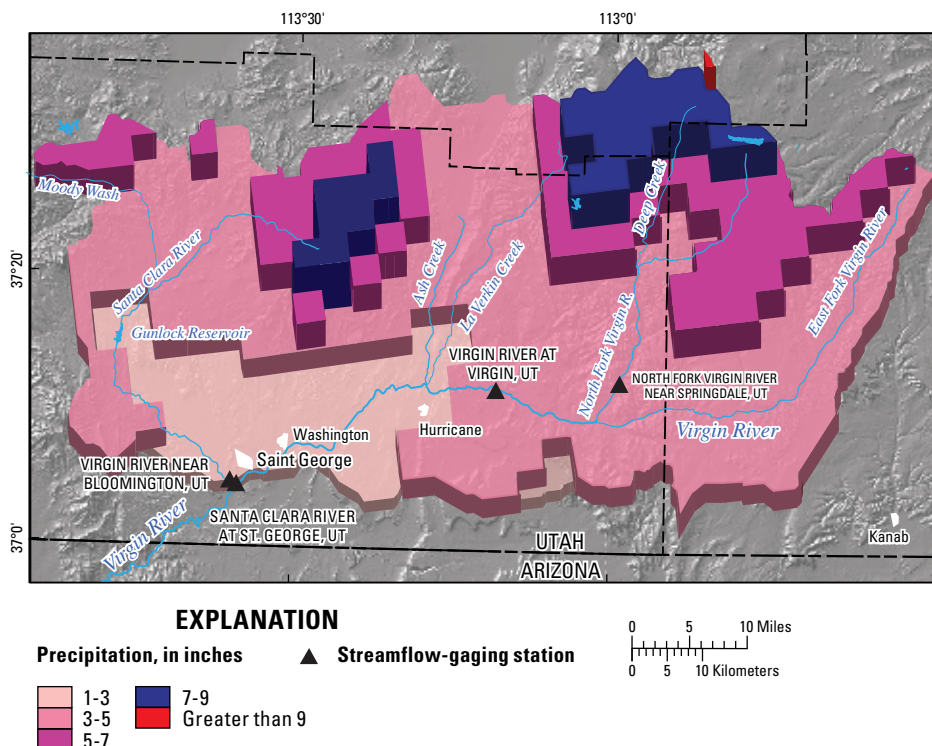 113°30'
113°0'
Moody Wash
Santa Clara River
Gunlock Reservoir
Ash Creek
La Verkin Creek
Deep Creek
North Fork Virgin R.
East Fork Virgin River
37°20'
VIRGIN RIVER AT
VIRGIN, UT
NORTH FORK VIRGIN RIVER
NEAR SPRINGDALE, UT
Virgin River
Hurricane
Washington
Saint George
VIRGIN RIVER NEAR
BLOOMINGTON, UT
SANTA CLARA RIVER
AT ST. GEORGE, UT
Virgin River
37°0'
Kanab
UTAH
ARIZONA
EXPLANATION
Precipitation, in inches
Streamflow-gaging station
1-3
3-5
5-7
7-9
Greater than 9
0 5 10 Miles
0 5 10 Kilometers